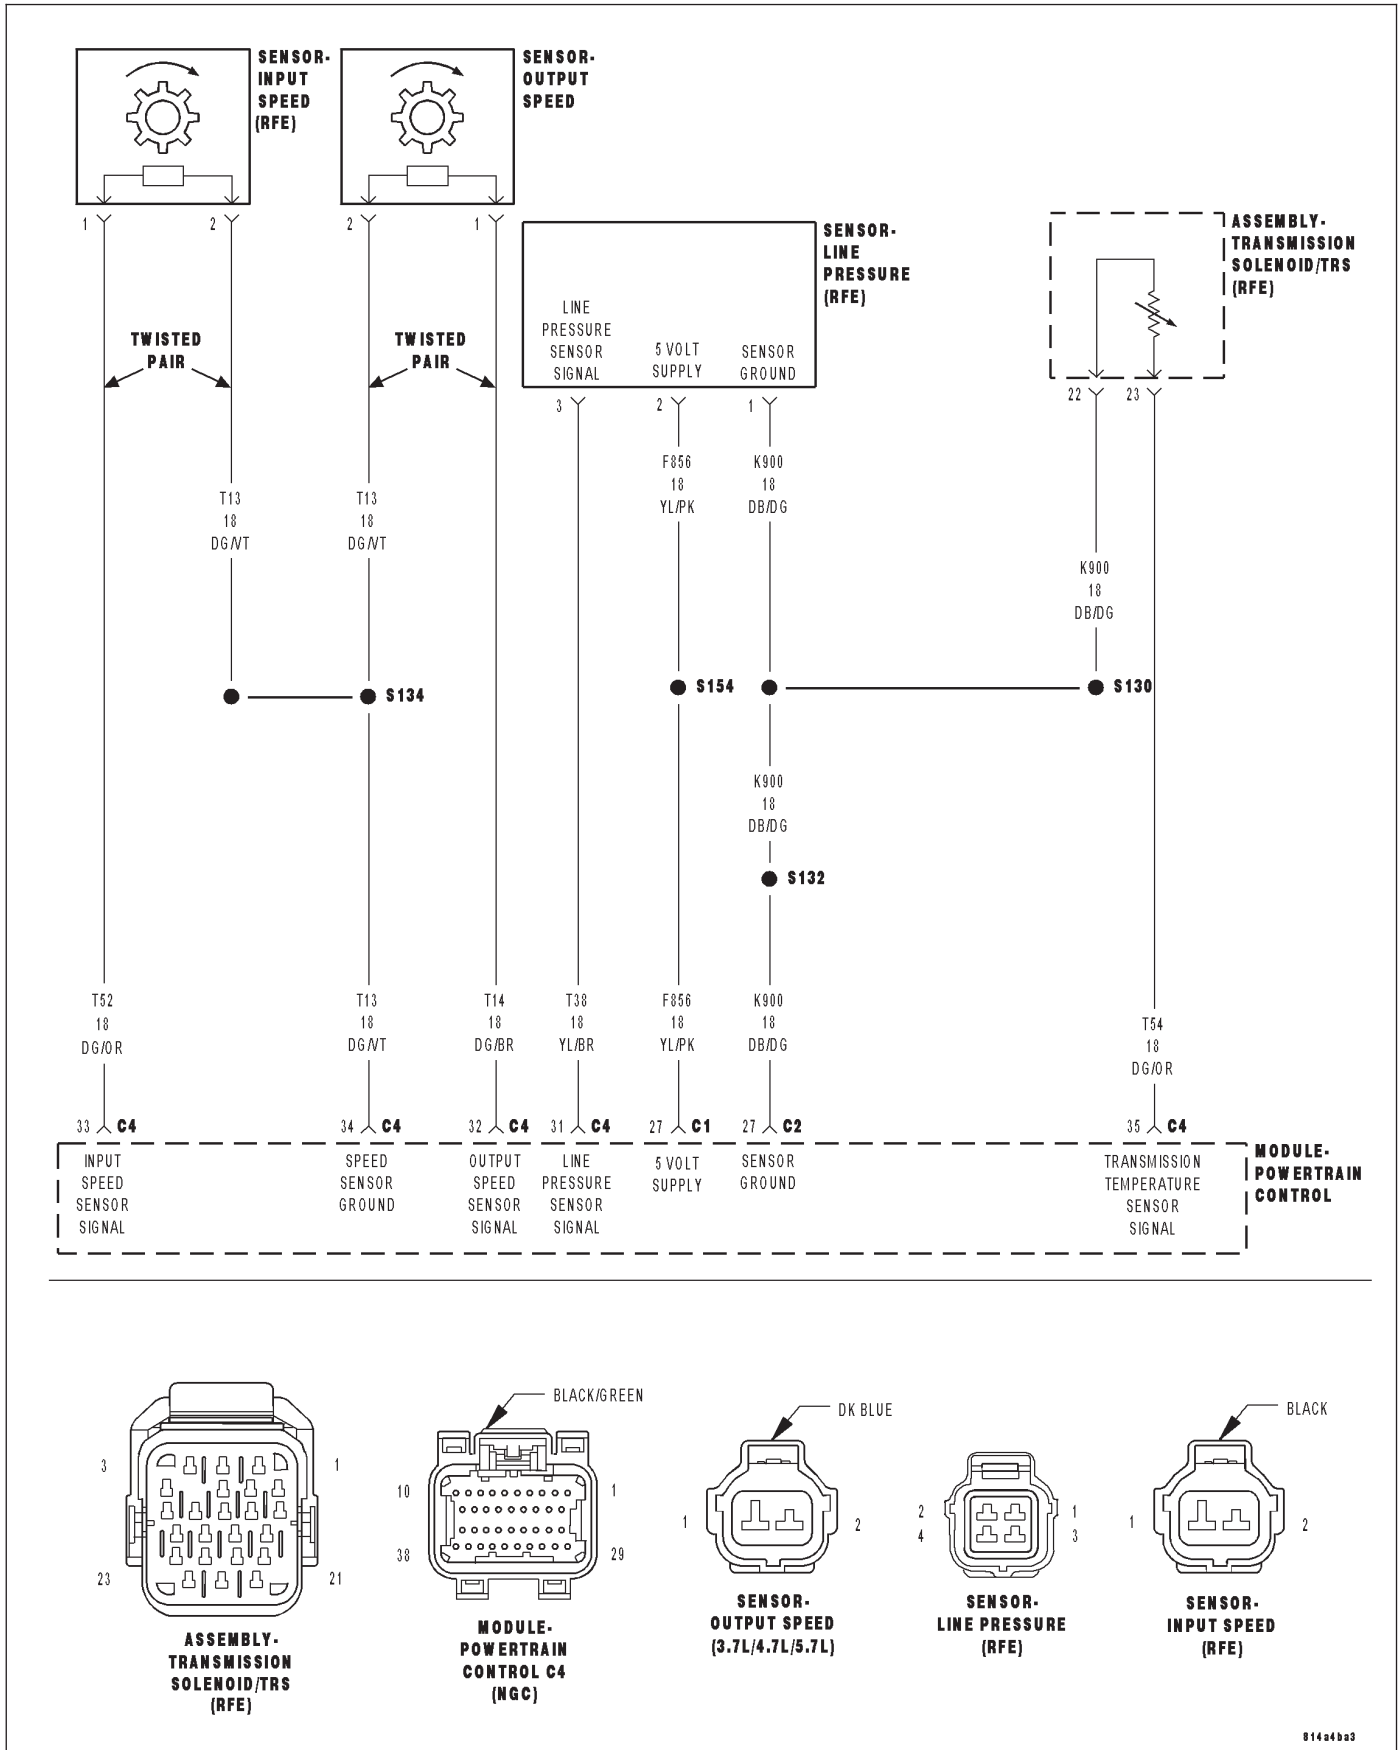 SENSOR-
INPUT
SPEED
(RFE)
SENSOR-
OUTPUT
SPEED
1
2
2
1
SENSOR-
LINE
PRESSURE
(RFE)
ASSEMBLY-
TRANSMISSION
SOLENOID/TRS
(RFE)
LINE
PRESSURE
SENSOR
SIGNAL
5 VOLT
SUPPLY
SENSOR
GROUND
TWISTED
PAIR
TWISTED
PAIR
3
2
1
22
23
F856
18
YL/PK
K900
18
DB/DG
T13
18
DG/VT
T13
18
DG/VT
K900
18
DB/DG
S134
S154
S130
K900
18
DB/DG
S132
T52
18
DG/OR
T13
18
DG/VT
T14
18
DG/BR
T38
18
YL/BR
F856
18
YL/PK
K900
18
DB/DG
T54
18
DG/OR
33 C4
34 C4
32 C4
31 C4
27 C1
27 C2
35 C4
INPUT
SPEED
SENSOR
SIGNAL
SPEED
SENSOR
GROUND
OUTPUT
SPEED
SENSOR
SIGNAL
LINE
PRESSURE
SENSOR
SIGNAL
5 VOLT
SUPPLY
SENSOR
GROUND
TRANSMISSION
TEMPERATURE
SENSOR
SIGNAL
MODULE-
POWERTRAIN
CONTROL
3
1
23
21
ASSEMBLY-
TRANSMISSION
SOLENOID/TRS
(RFE)
BLACK/GREEN
10
1
38
29
MODULE-
POWERTRAIN
CONTROL C4
(NGC)
DK BLUE
1
2
SENSOR-
OUTPUT SPEED
(3.7L/4.7L/5.7L)
2
1
4
3
SENSOR-
LINE PRESSURE
(RFE)
BLACK
1
2
SENSOR-
INPUT SPEED
(RFE)
814a4ba3